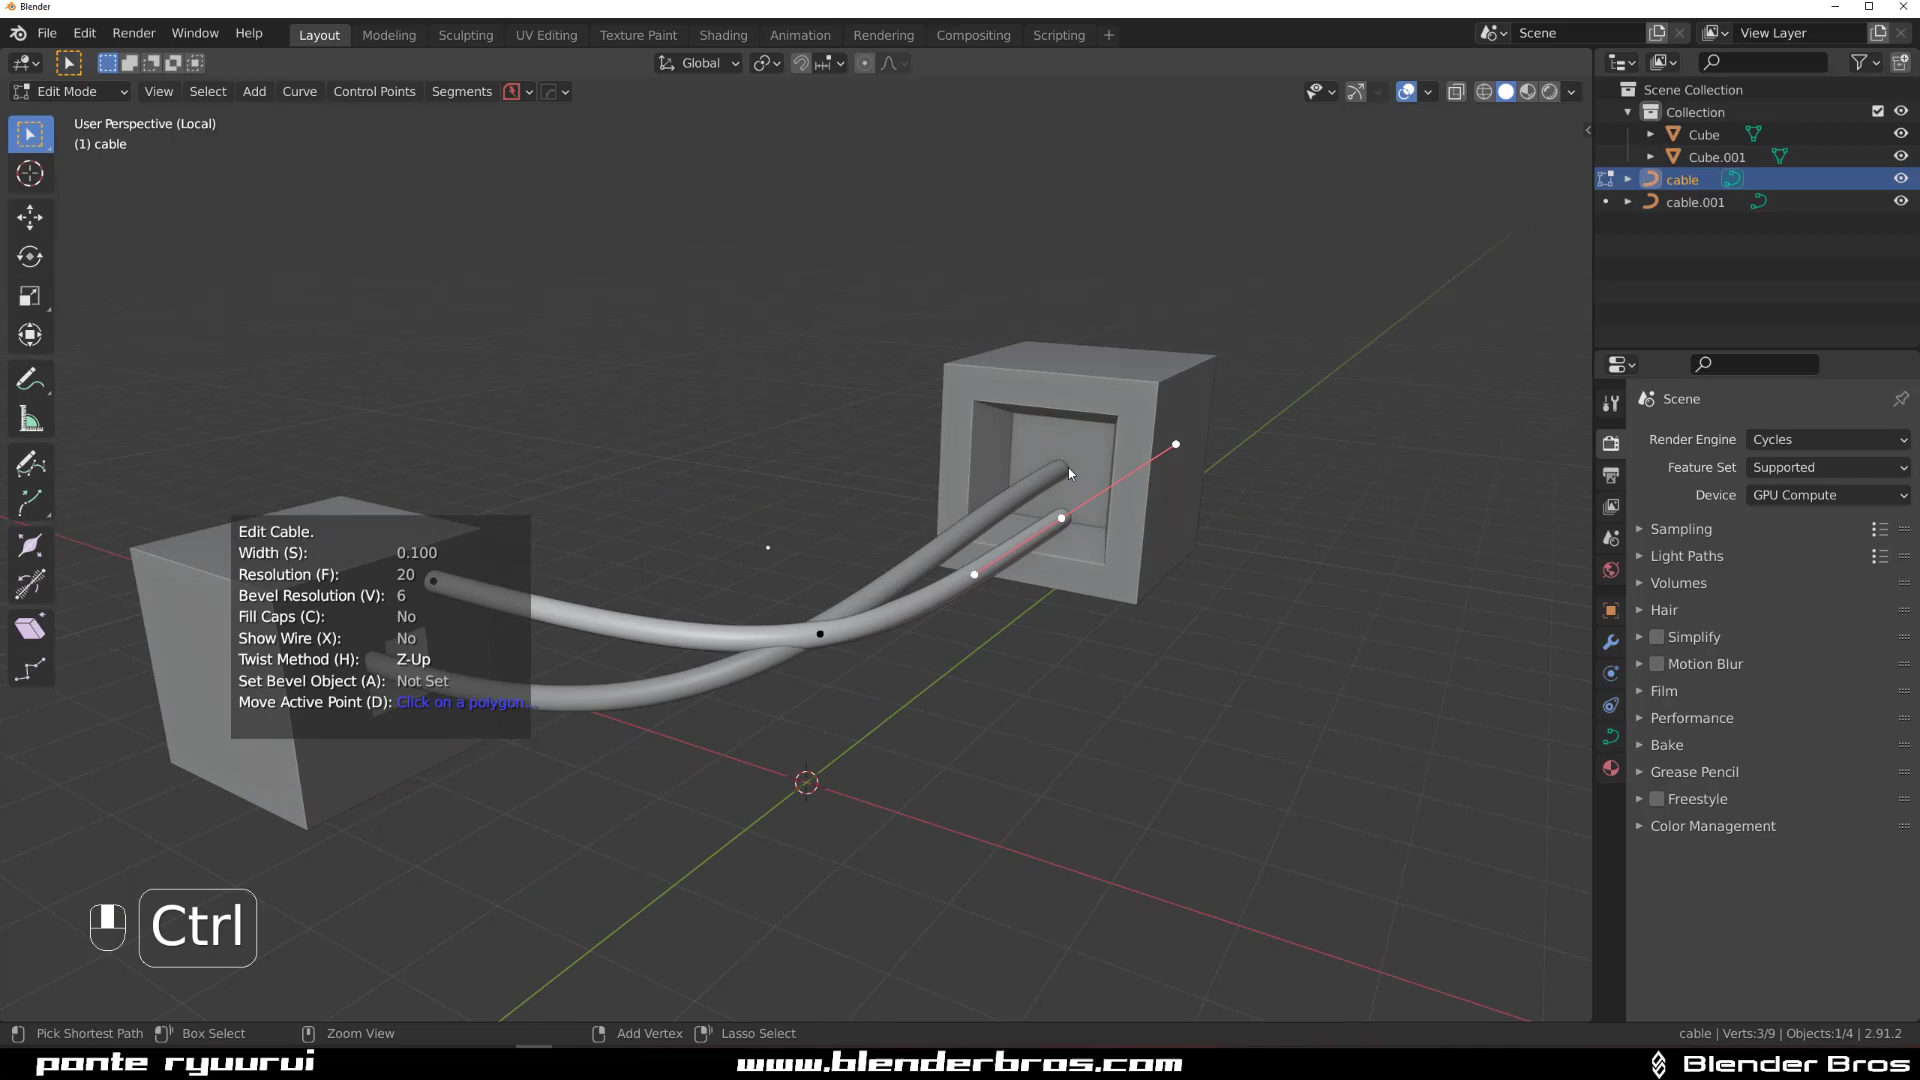 Blender
File Edit Render Window Help Layout Modeling Sculpting UV Editing Texture Paint Shading Animation Rendering Compositing Scripting + Scene View Layer
Global
Edit Mode View Select Add Curve Control Points Segments
User Perspective (Local)
(1) cable
Scene Collection
Collection
Cube
Cube.001
cable
cable.001
Scene
Render Engine Cycles
Feature Set Supported
Device GPU Compute
Sampling
Light Paths
Volumes
Hair
Simplify
Motion Blur
Film
Performance
Bake
Grease Pencil
Freestyle
Color Management
Edit Cable.
Width (S): 0.100
Resolution (F): 20
Bevel Resolution (V): 6
Fill Caps (C): No
Show Wire (X): No
Twist Method (H): Z-Up
Set Bevel Object (A): Not Set
Move Active Point (D): Click on a polygon...
Ctrl
Pick Shortest Path Box Select Zoom View Add Vertex Lasso Select cable | Verts:3/9 | Objects:1/4 | 2.91.2
ponte ryuurui www.blenderbros.com Blender Bros